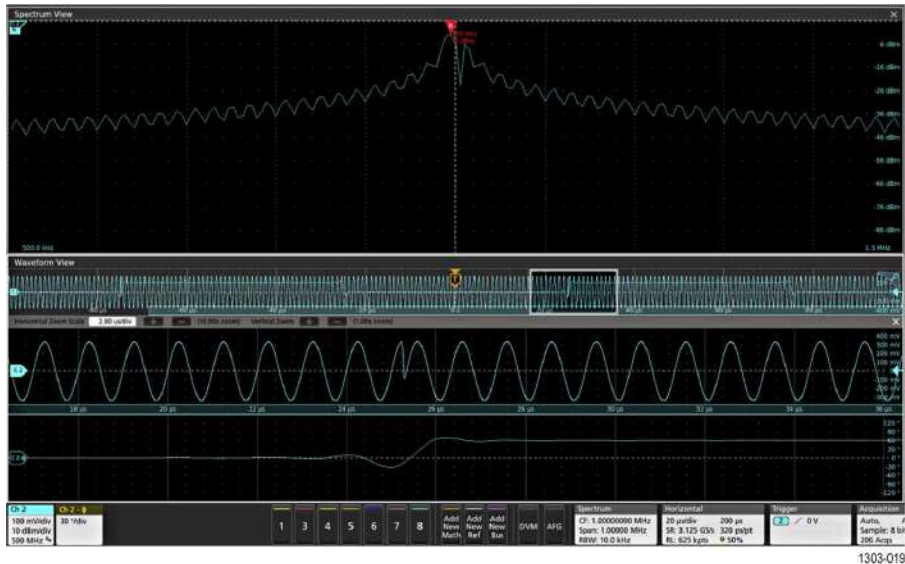 Spectrum View
-6 dBm
-16 dBm
-26 dBm
-36 dBm
-46 dBm
-56 dBm
-66 dBm
-76 dBm
-86 dBm
500.0 kHz
1.5 MHz
Waveform View
Horizontal Zoom Scale 2.00 us/div (10.00x zoom) Vertical Zoom (1.00x zoom)
400 mV
300 mV
200 mV
100 mV
C 2
-100 mV
18 µs 20 µs 22 µs 24 µs 26 µs 28 µs 30 µs 32 µs 34 µs 36 µs
120 °
90 °
60 °
30 °
0 °
-30 °
-60 °
-90 °
-120 °
Ch 2
100 mV/div
10 dBm/div
500 MHz
Ch 2 - ϕ
30 °/div
1 3 4 5 6 7 8
Add New Math
Add New Ref
Add New Bus
DVM
AFG
Spectrum
CF: 1.00000000 MHz
Span: 1.00000 MHz
RBW: 10.0 kHz
Horizontal
20 µs/div 200 µs
SR: 3.125 GS/s 320 ps/pt
RL: 625 kpts 50%
Trigger
2 0 V
Acquisition
Auto,
Sample: 8 bi
206 Acqs
1303-019